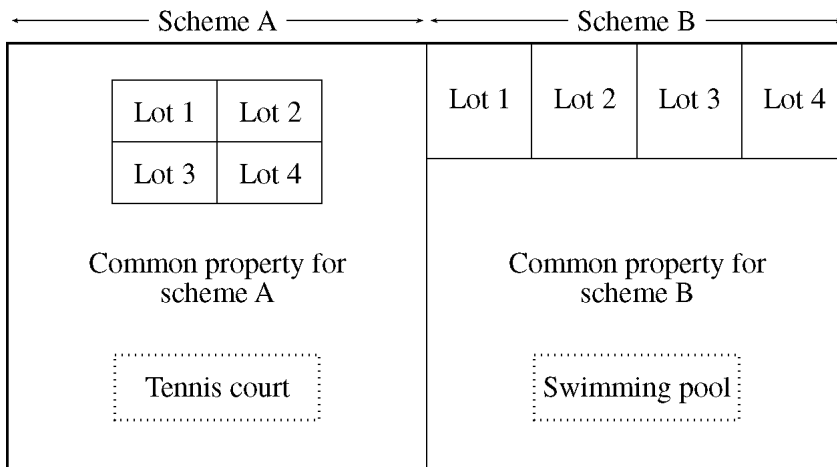 Scheme A
Scheme B
Lot 1
Lot 2
Lot 3
Lot 4
Common property for
scheme A
Tennis court
Lot 1
Lot 2
Lot 3
Lot 4
Common property for
scheme B
Swimming pool